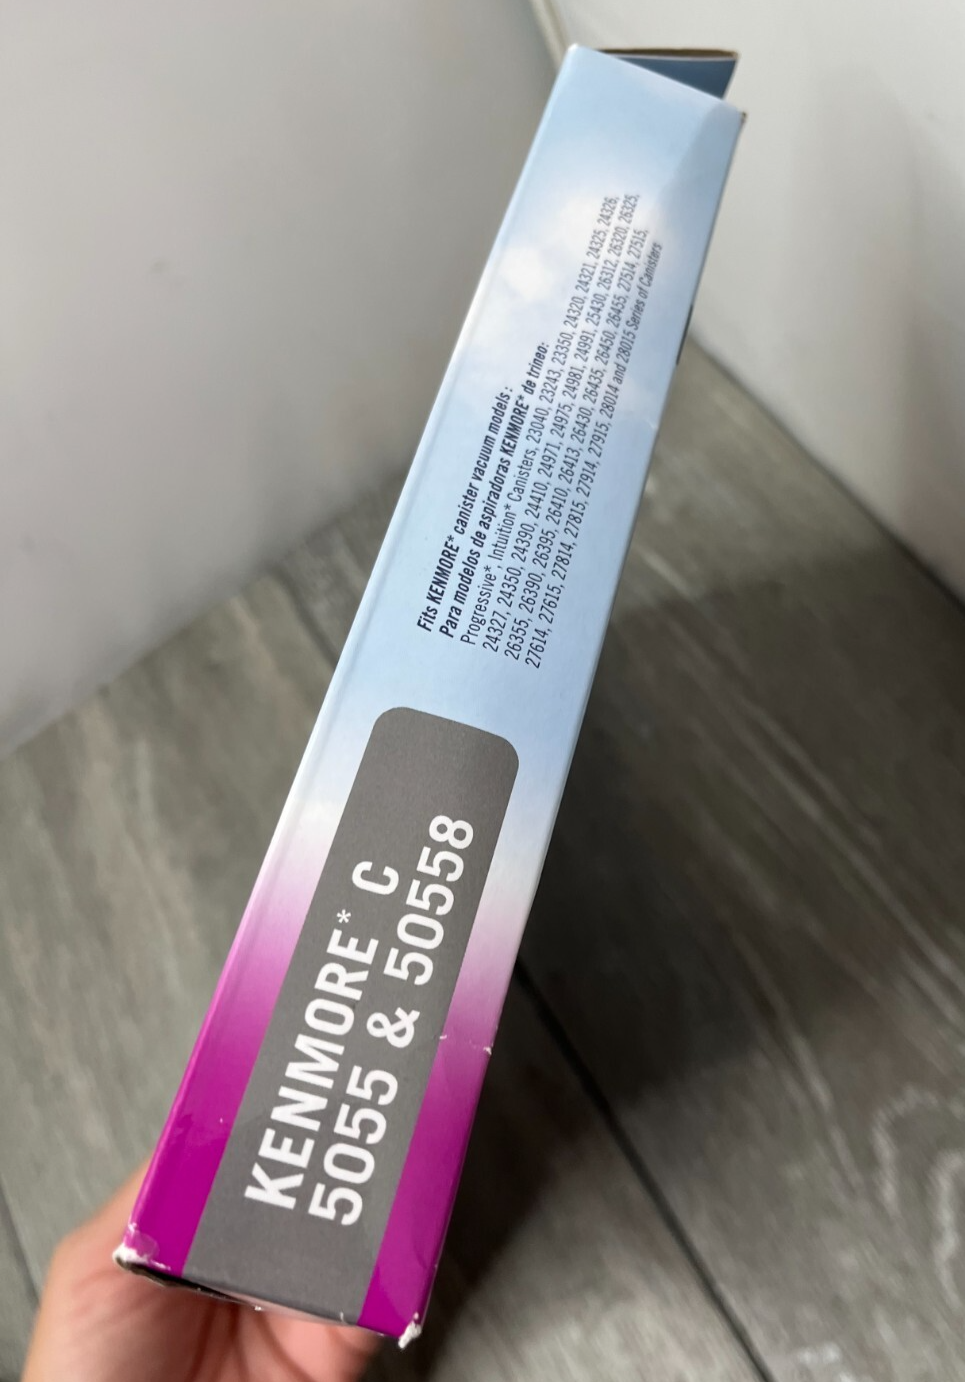 Fits KENMORE* canister vacuum models:
Para modelos de aspiradoras KENMORE* de trineo:
Progressive*, Intuition* Canisters, 23040, 23243, 23350, 24320, 24321, 24325, 24326,
24327, 24350, 24390, 24410, 24971, 24975, 24981, 24991, 25430, 26312, 26320, 26325,
26355, 26390, 26395, 26410, 26413, 26430, 26435, 26450, 26455, 27514, 27515,
27614, 27615, 27814, 27815, 27914, 27915, 28014 and 28015 Series of Canisters
KENMORE* C
5055 & 50558